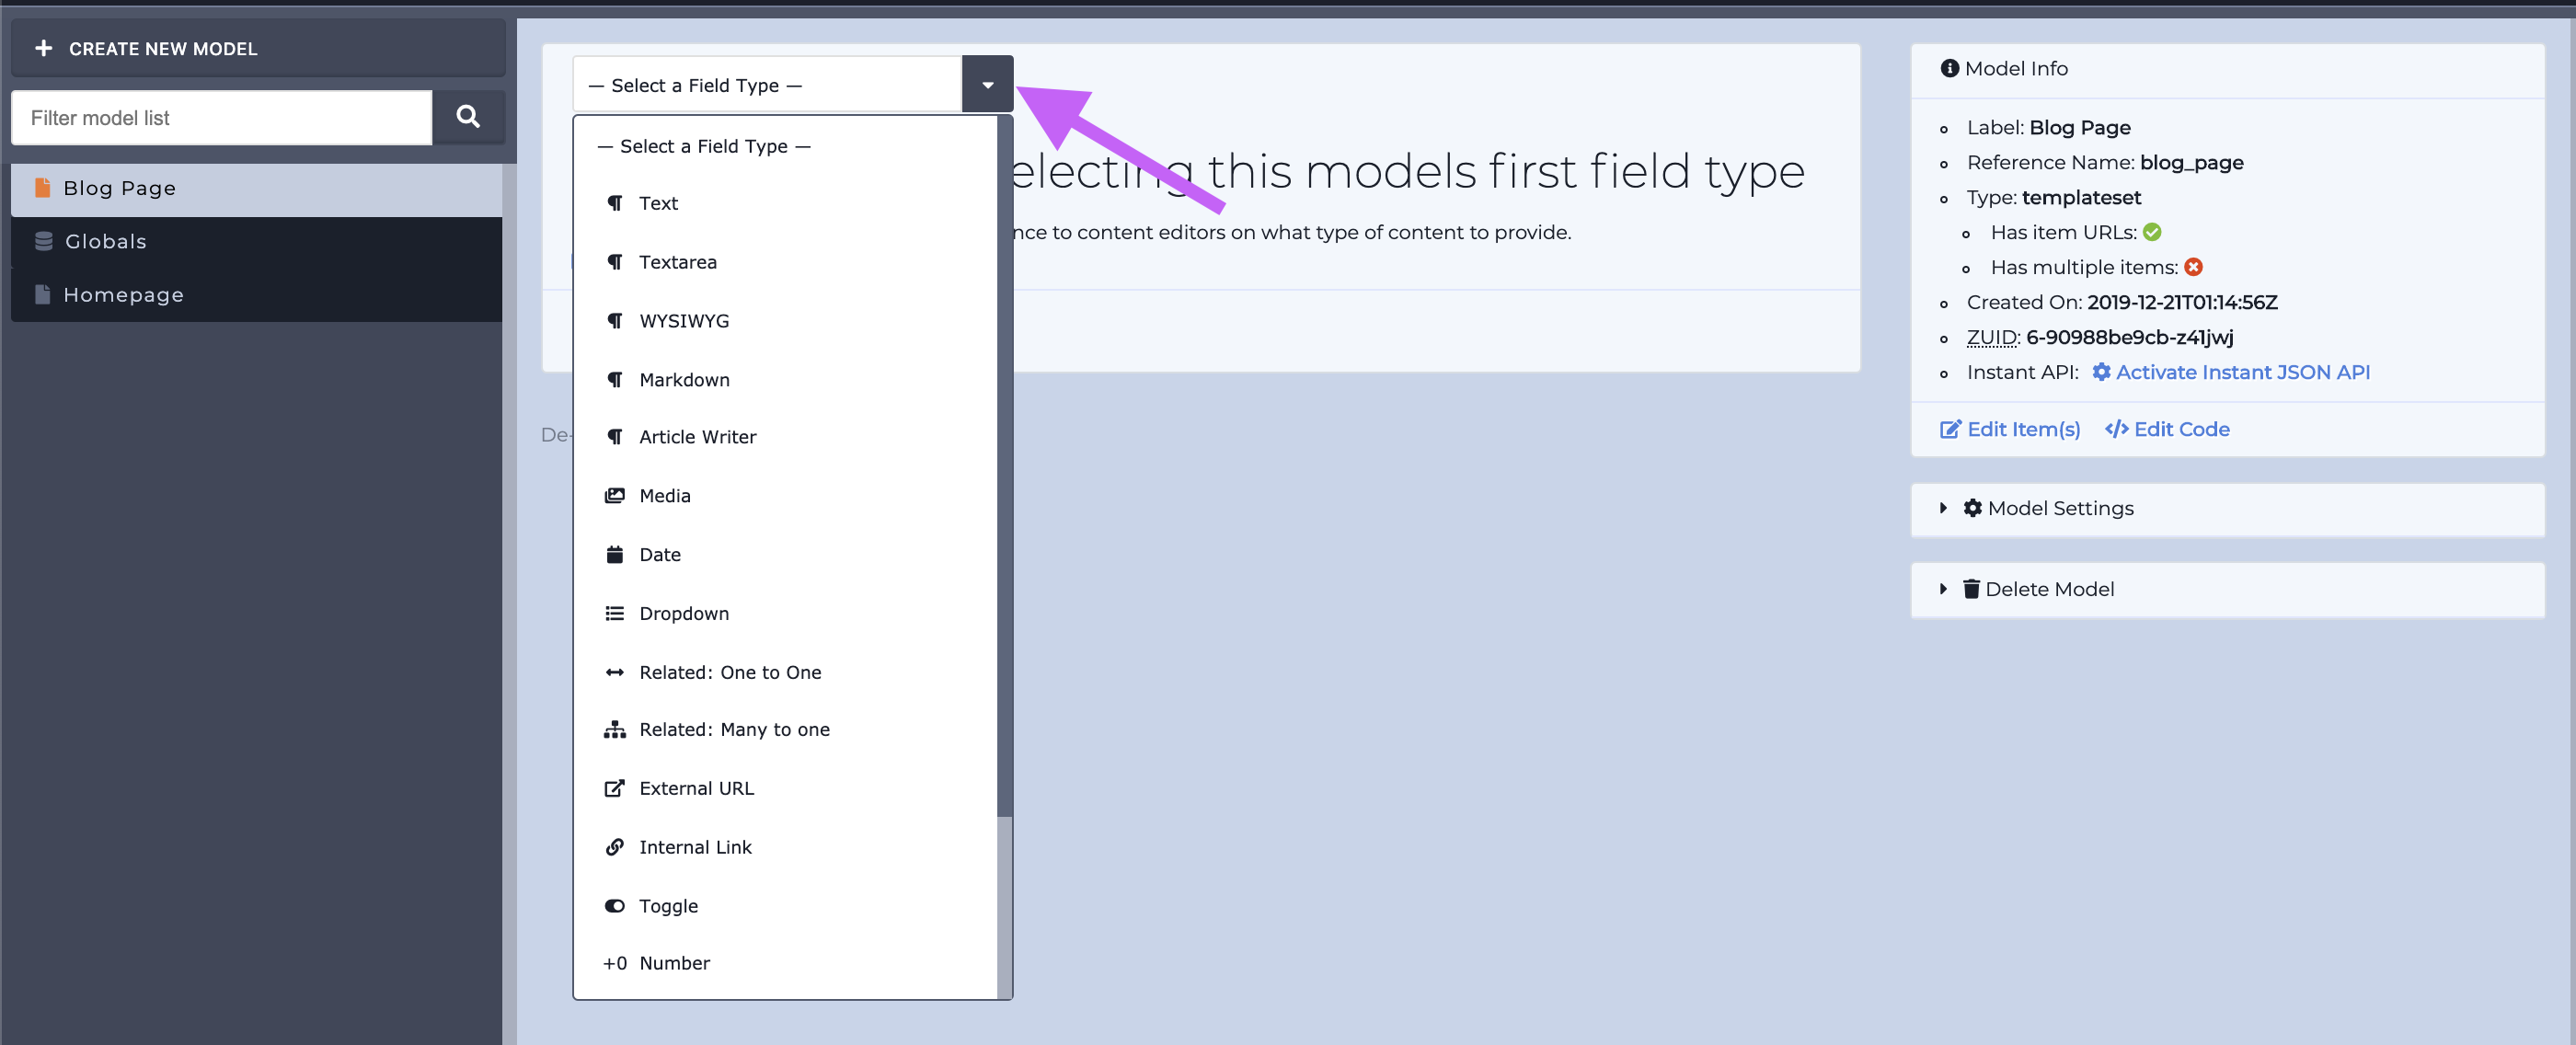 CREATE NEW MODEL
Filter model list
Blog Page
Globals
Homepage
— Select a Field Type —
— Select a Field Type —
Text
Textarea
WYSIWYG
Markdown
Article Writer
Media
Date
Dropdown
Related: One to One
Related: Many to one
External URL
Internal Link
Toggle
+0 Number
electing this models first field type
nce to content editors on what type of content to provide.
De-
Model Info
Label: Blog Page
Reference Name: blog_page
Type: templateset
Has item URLs:
Has multiple items:
Created On: 2019-12-21T01:14:56Z
ZUID: 6-90988be9cb-z41jwj
Instant API: Activate Instant JSON API
Edit Item(s) </> Edit Code
Model Settings
Delete Model